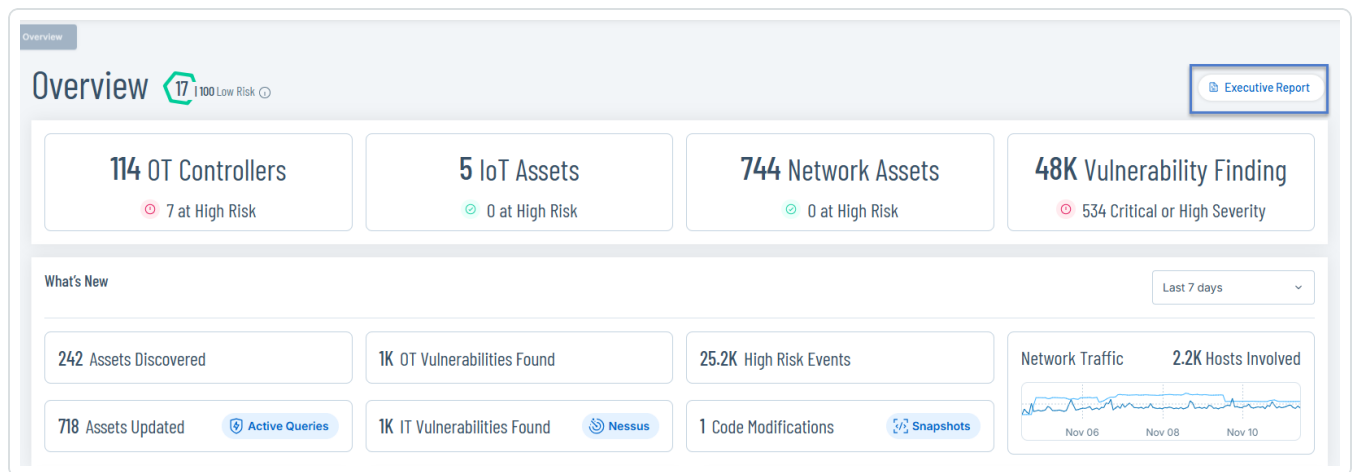 Overview
Overview 17 | 100 Low Risk
Executive Report
114 OT Controllers
7 at High Risk
5 IoT Assets
0 at High Risk
744 Network Assets
0 at High Risk
48K Vulnerability Finding
534 Critical or High Severity
What's New
Last 7 days
242 Assets Discovered
1K OT Vulnerabilities Found
25.2K High Risk Events
Network Traffic 2.2K Hosts Involved
718 Assets Updated Active Queries
1K IT Vulnerabilities Found Nessus
1 Code Modifications Snapshots
Nov 06 Nov 08 Nov 10